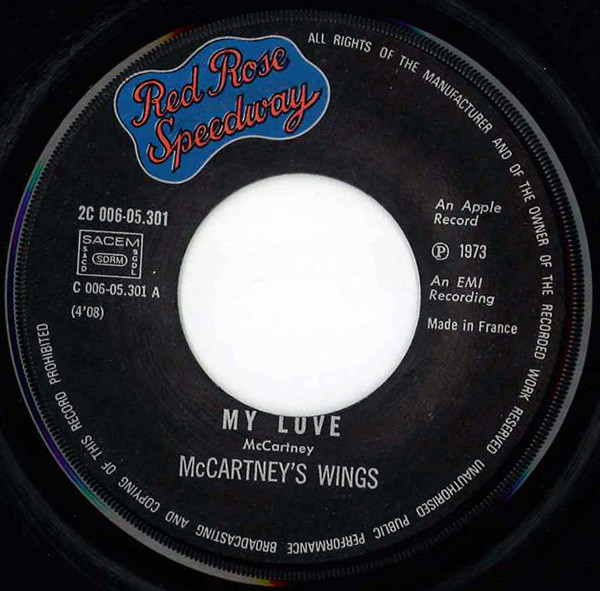 Red Rose
Speedway
ALL RIGHTS OF THE MANUFACTURER AND OF THE OWNER OF THE RECORDED WORK RESERVED UNAUTHORISED PUBLIC PERFORMANCE BROADCASTING AND COPYING OF THIS RECORD PROHIBITED
2C 006-05.301
SACEM
SACD
SDRM
SGDL
C 006-05.301 A
(4'08)
An Apple
Record
Ⓟ 1973
An EMI
Recording
Made in France
MY LOVE
McCartney
McCARTNEY'S WINGS